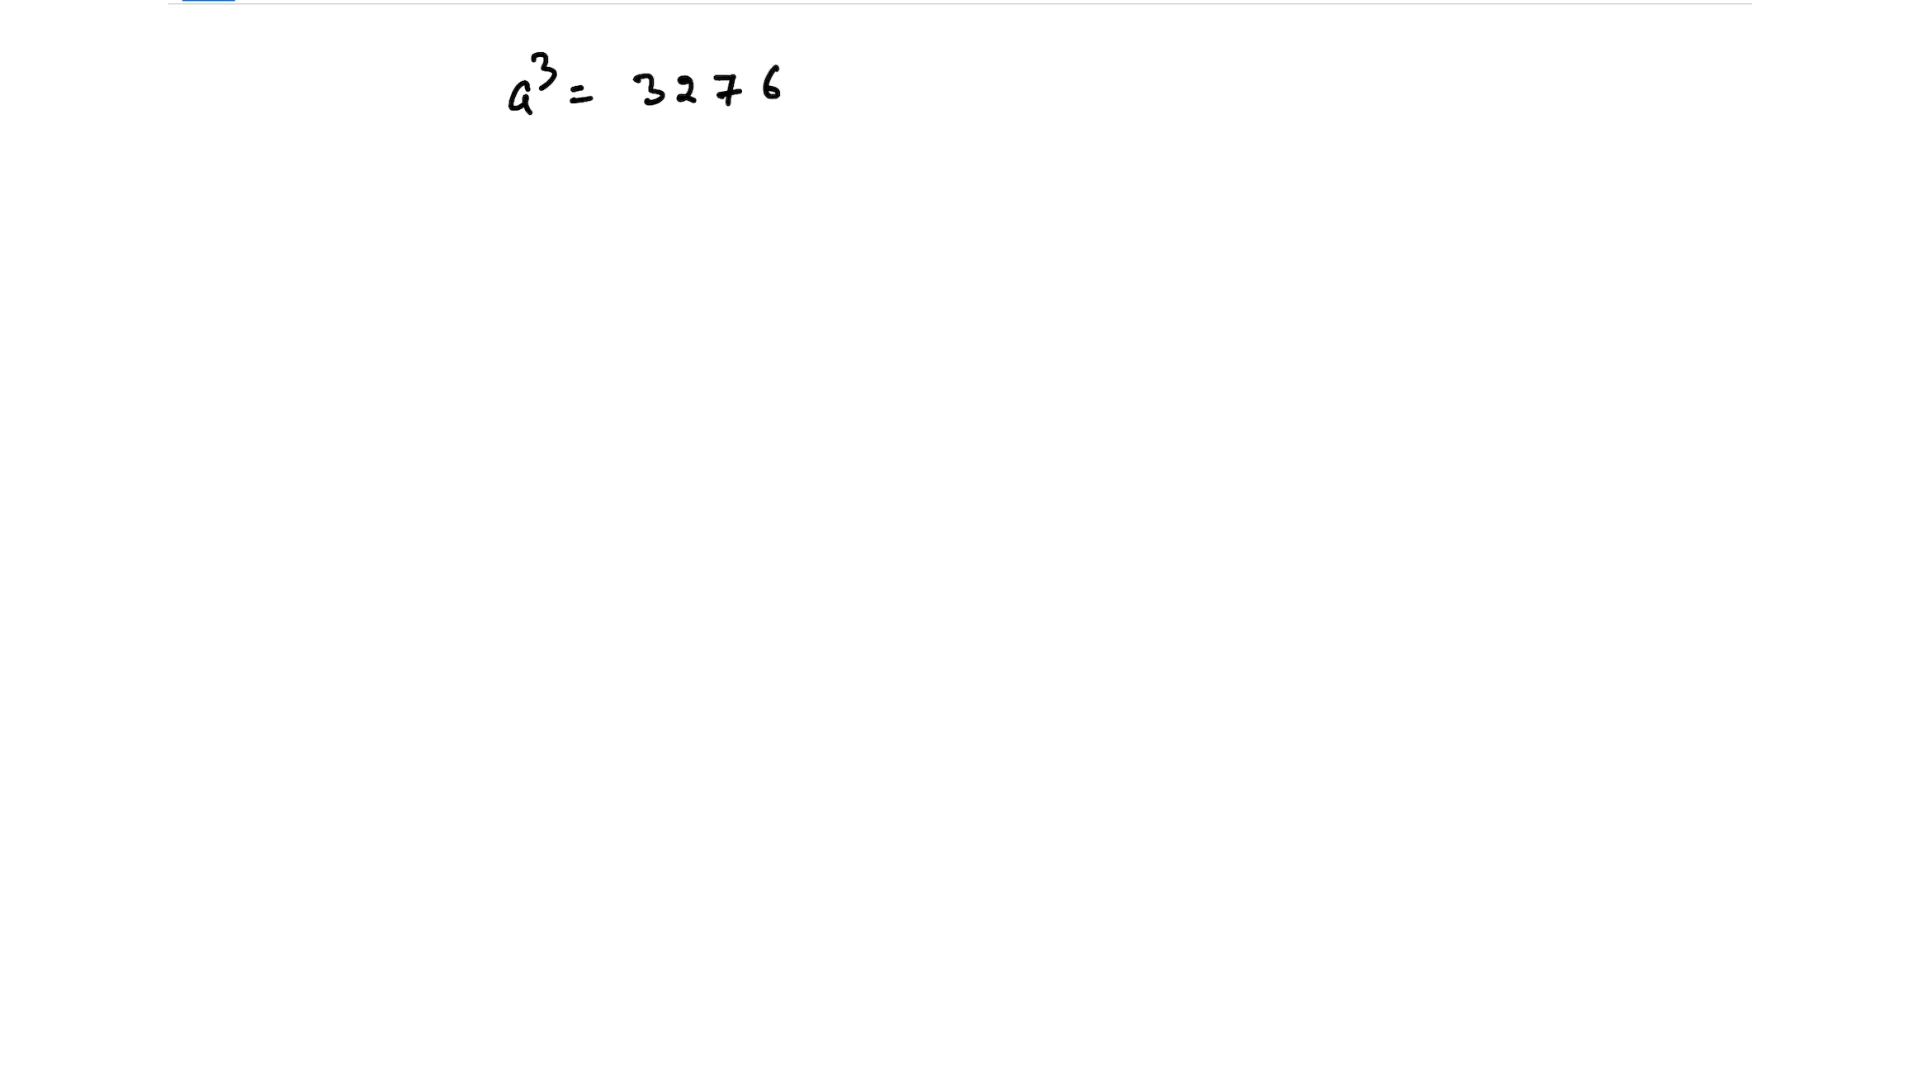 a³ = 3276